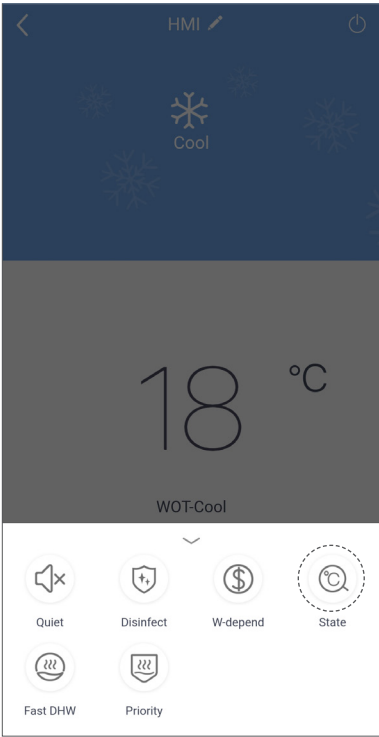 HMI
Cool
18 °C
WOT-Cool
Quiet Disinfect W-depend State
Fast DHW Priority